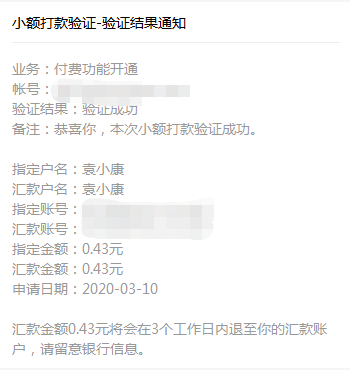 小额打款验证-验证结果通知
业务：付费功能开通
帐号：
验证结果：验证成功
备注：恭喜你，本次小额打款验证成功。
指定户名：袁小康
汇款户名：袁小康
指定账号：
汇款账号：
指定金额：0.43元
汇款金额：0.43元
申请日期：2020-03-10
汇款金额0.43元将会在3个工作日内退至你的汇款账
户，请留意银行信息。